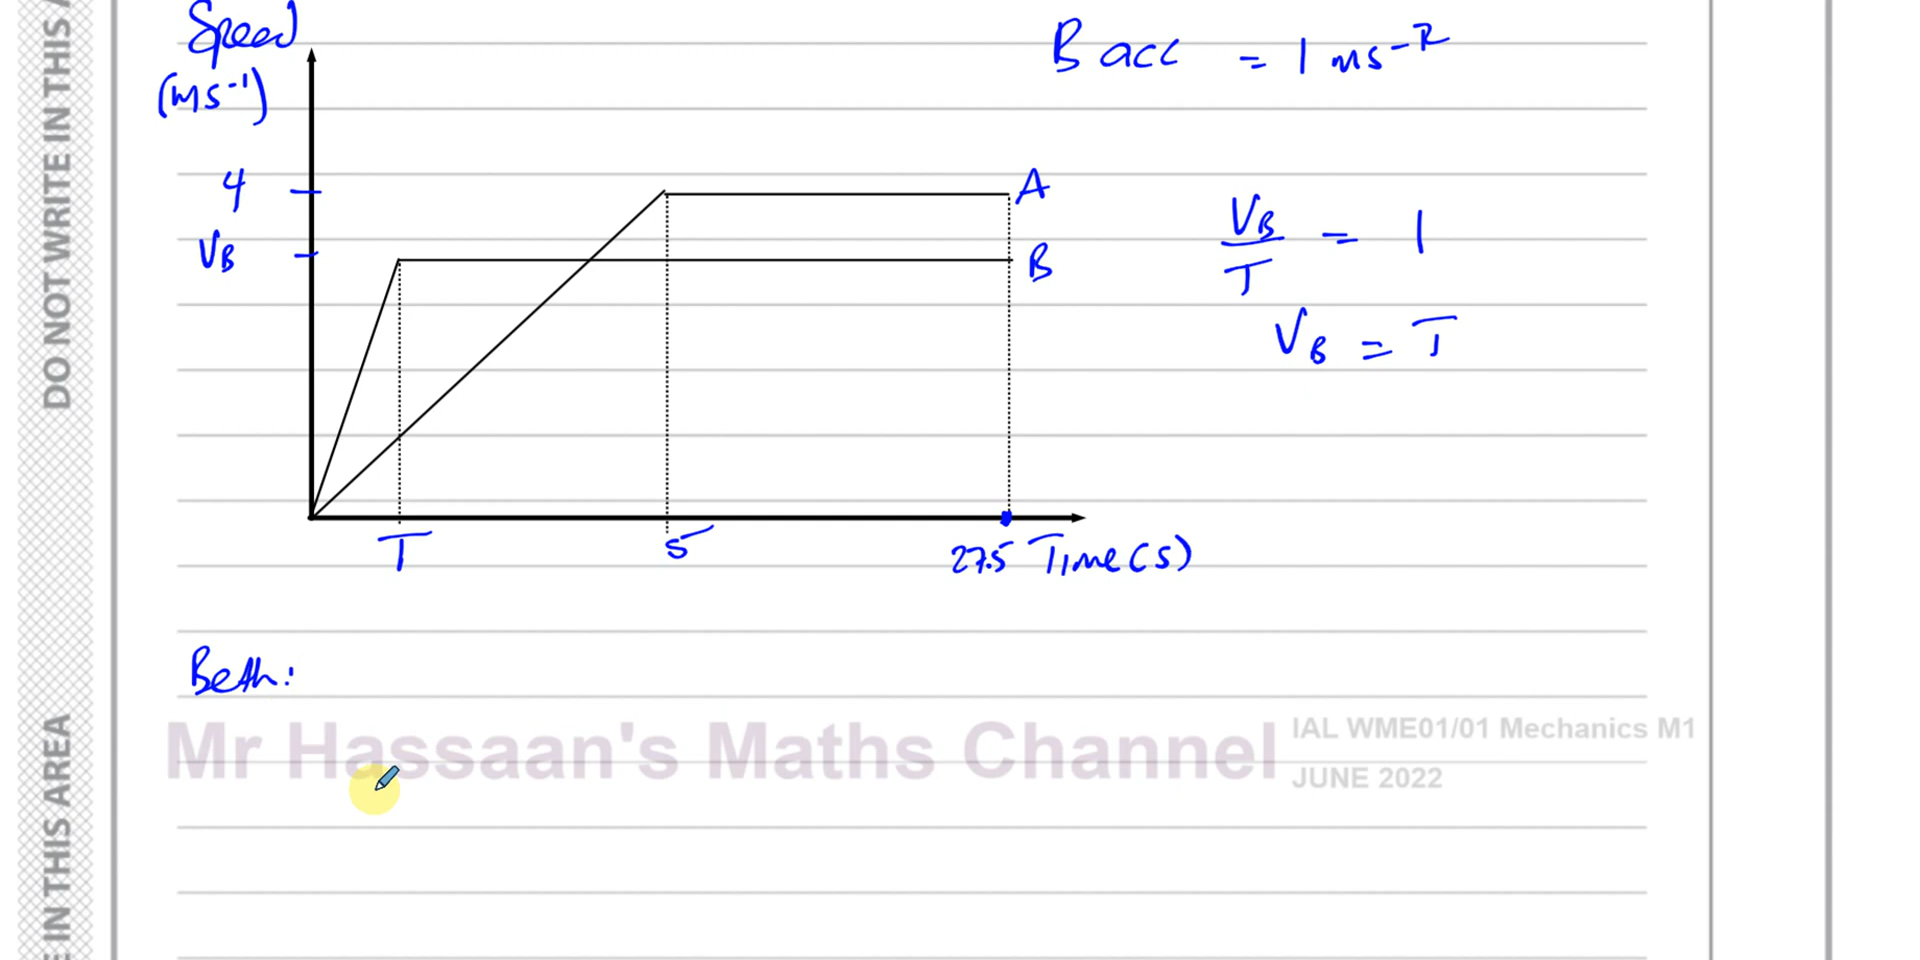 DO NOT WRITE IN THIS A
IN THIS AREA
Speed
(ms⁻¹)
B acc = 1 ms⁻²
4
V_B
A
B
V_B/T = 1
V_B = T
T
5
27.5 Time (s)
Beth:
Mr Hassaan's Maths Channel
IAL WME01/01 Mechanics M1
JUNE 2022